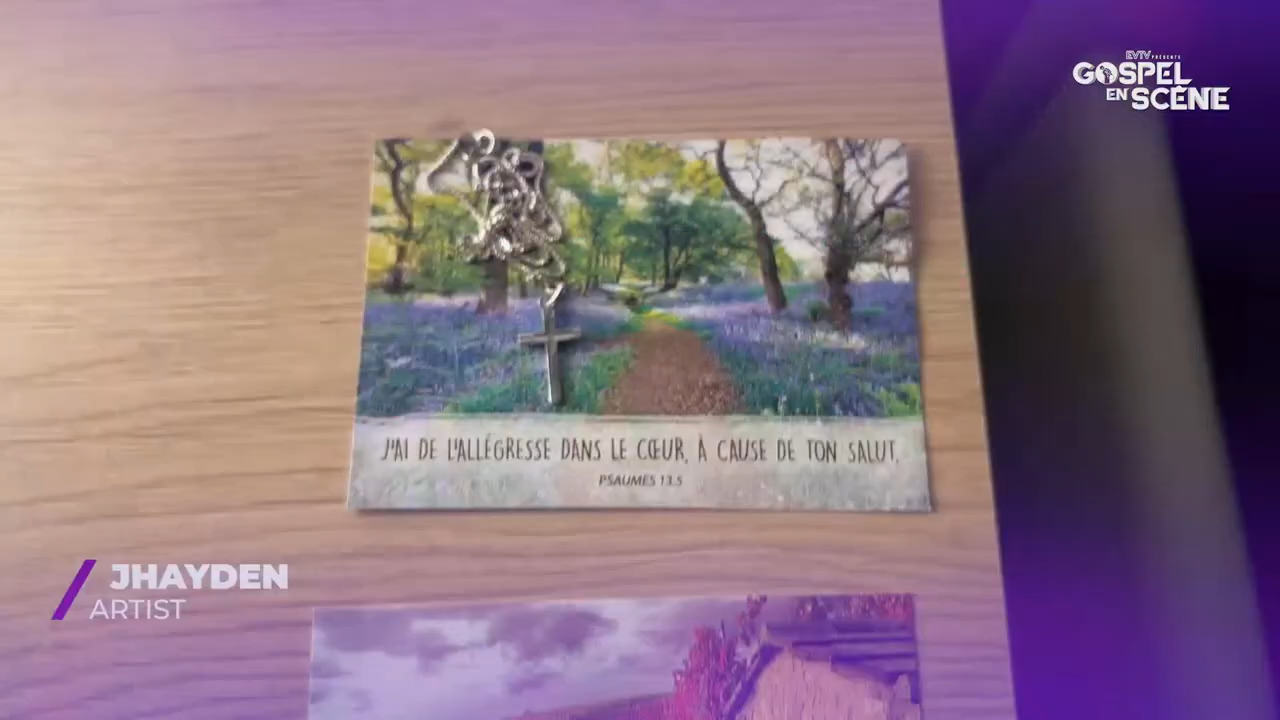 EVTV PRÉSENTE
GOSPEL
EN SCÈNE
J'AI DE L'ALLÉGRESSE DANS LE CŒUR, À CAUSE DE TON SALUT.
PSAUMES 13.5
JHAYDEN
ARTIST